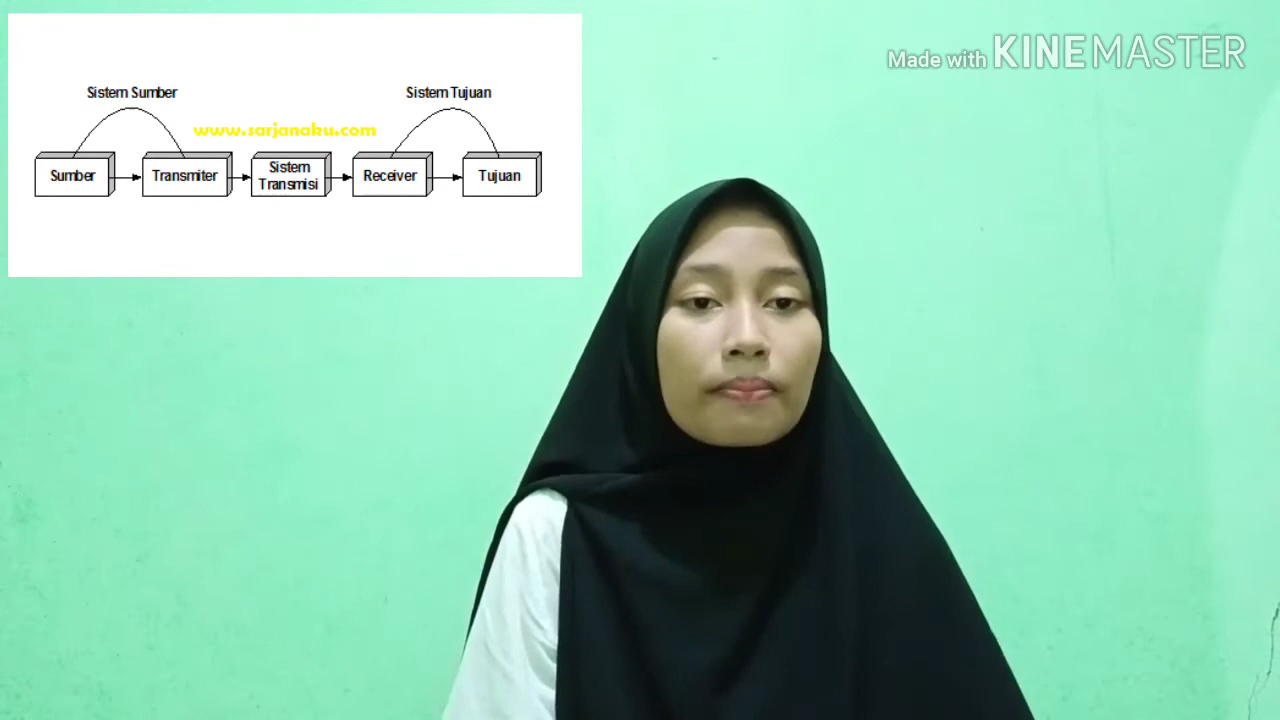 Made with KINEMASTER
Sistem Sumber
Sistem Tujuan
www.sarjanaku.com
Sumber
Transmiter
Sistem
Transmisi
Receiver
Tujuan